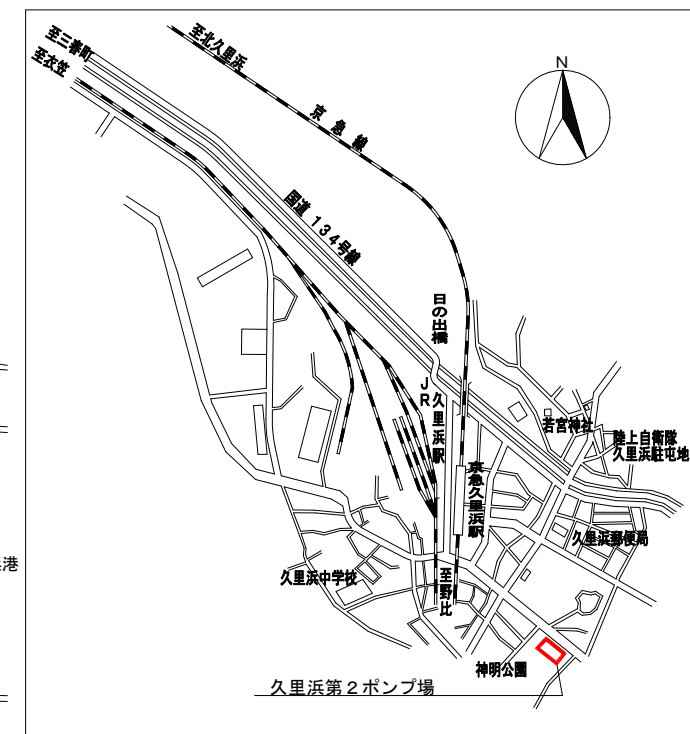 至三春町
至衣笠
至北久里浜
京急線
N
国道 134号線
日の出橋
JR久里浜駅
京急久里浜駅
若宮神社
陸上自衛隊
久里浜駐屯地
久里浜郵便局
港
久里浜中学校
至野比
神明公園
久里浜第2ポンプ場